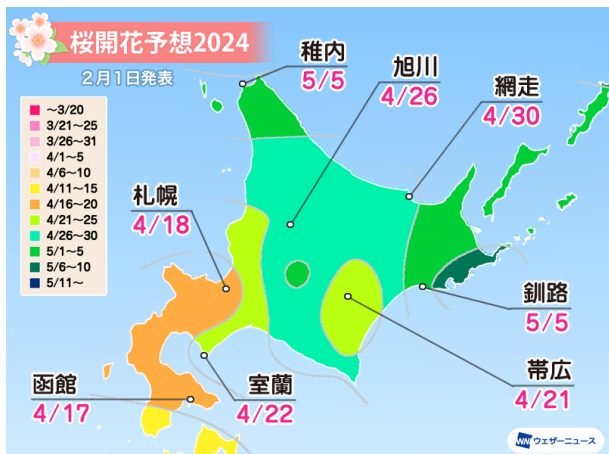 桜開花予想2024
2月1日発表
~3/20
3/21~25
3/26~31
4/1~5
4/6~10
4/11~15
4/16~20
4/21~25
4/26~30
5/1~5
5/6~10
5/11~
稚内
5/5
旭川
4/26
網走
4/30
札幌
4/18
釧路
5/5
帯広
4/21
室蘭
4/22
函館
4/17
WN ウェザーニュース